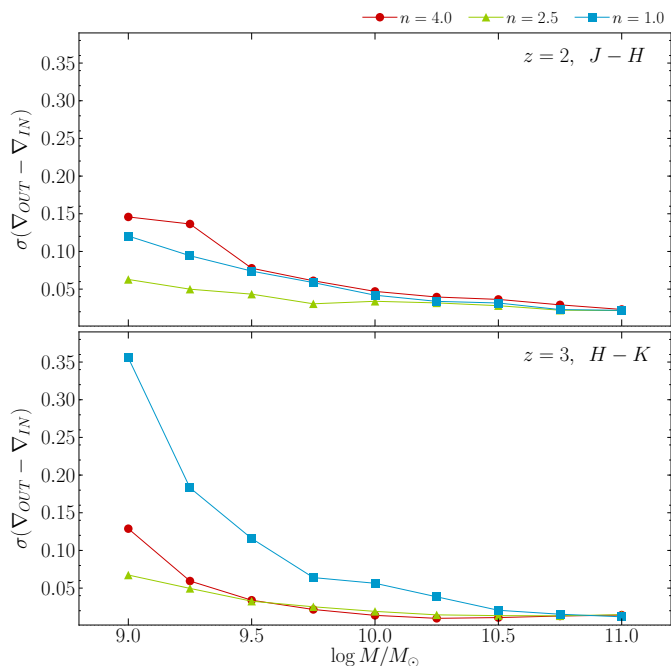 n = 4.0 n = 2.5 n = 1.0
z = 2, J − H
σ(∇OUT − ∇IN)
0.35
0.30
0.25
0.20
0.15
0.10
0.05
z = 3, H − K
σ(∇OUT − ∇IN)
0.35
0.30
0.25
0.20
0.15
0.10
0.05
9.0 9.5 10.0 10.5 11.0
log M/M⊙